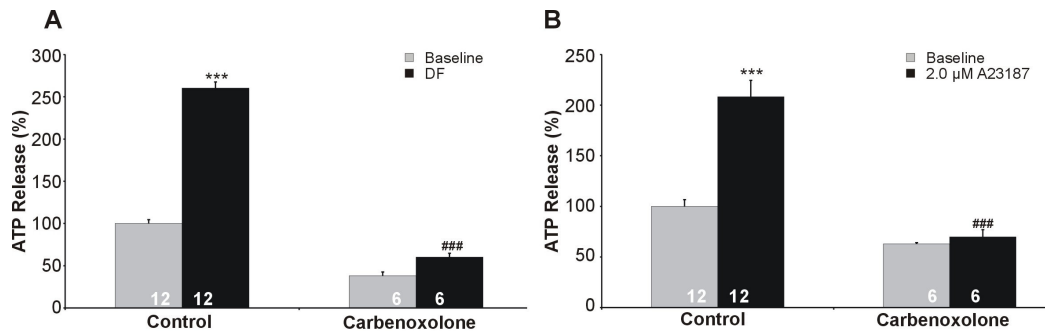 A
ATP Release (%)
300
250
200
150
100
50
0
Baseline
DF
***
###
12 12
6 6
Control Carbenoxolone
B
ATP Release (%)
250
200
150
100
50
0
Baseline
2.0 µM A23187
***
###
12 12
6 6
Control Carbenoxolone